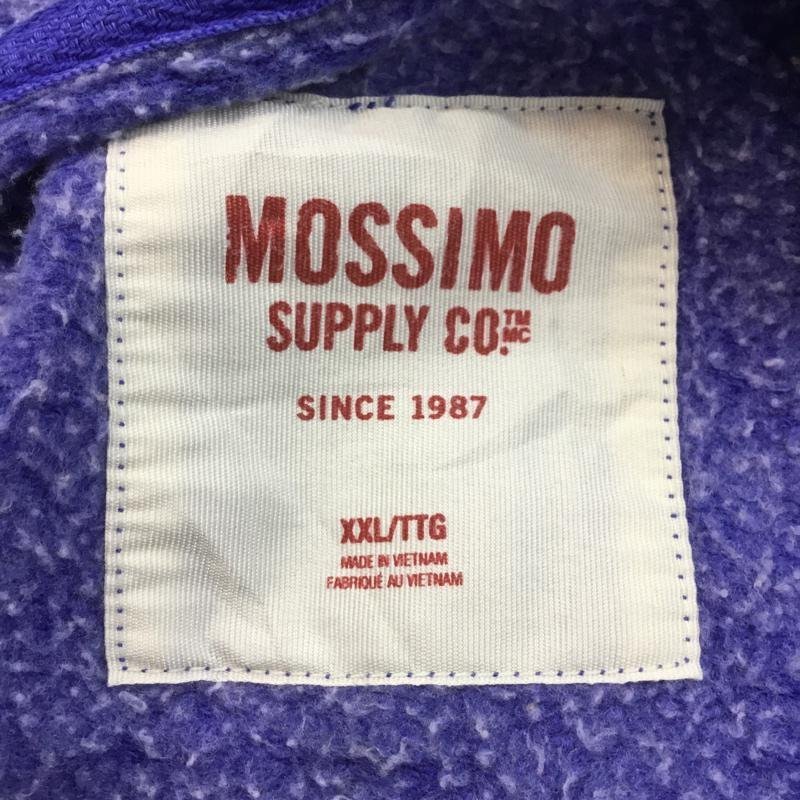 MOSSIMO
SUPPLY CO.™ MC
SINCE 1987
XXL/TTG
MADE IN VIETNAM
FABRIQUÉ AU VIETNAM